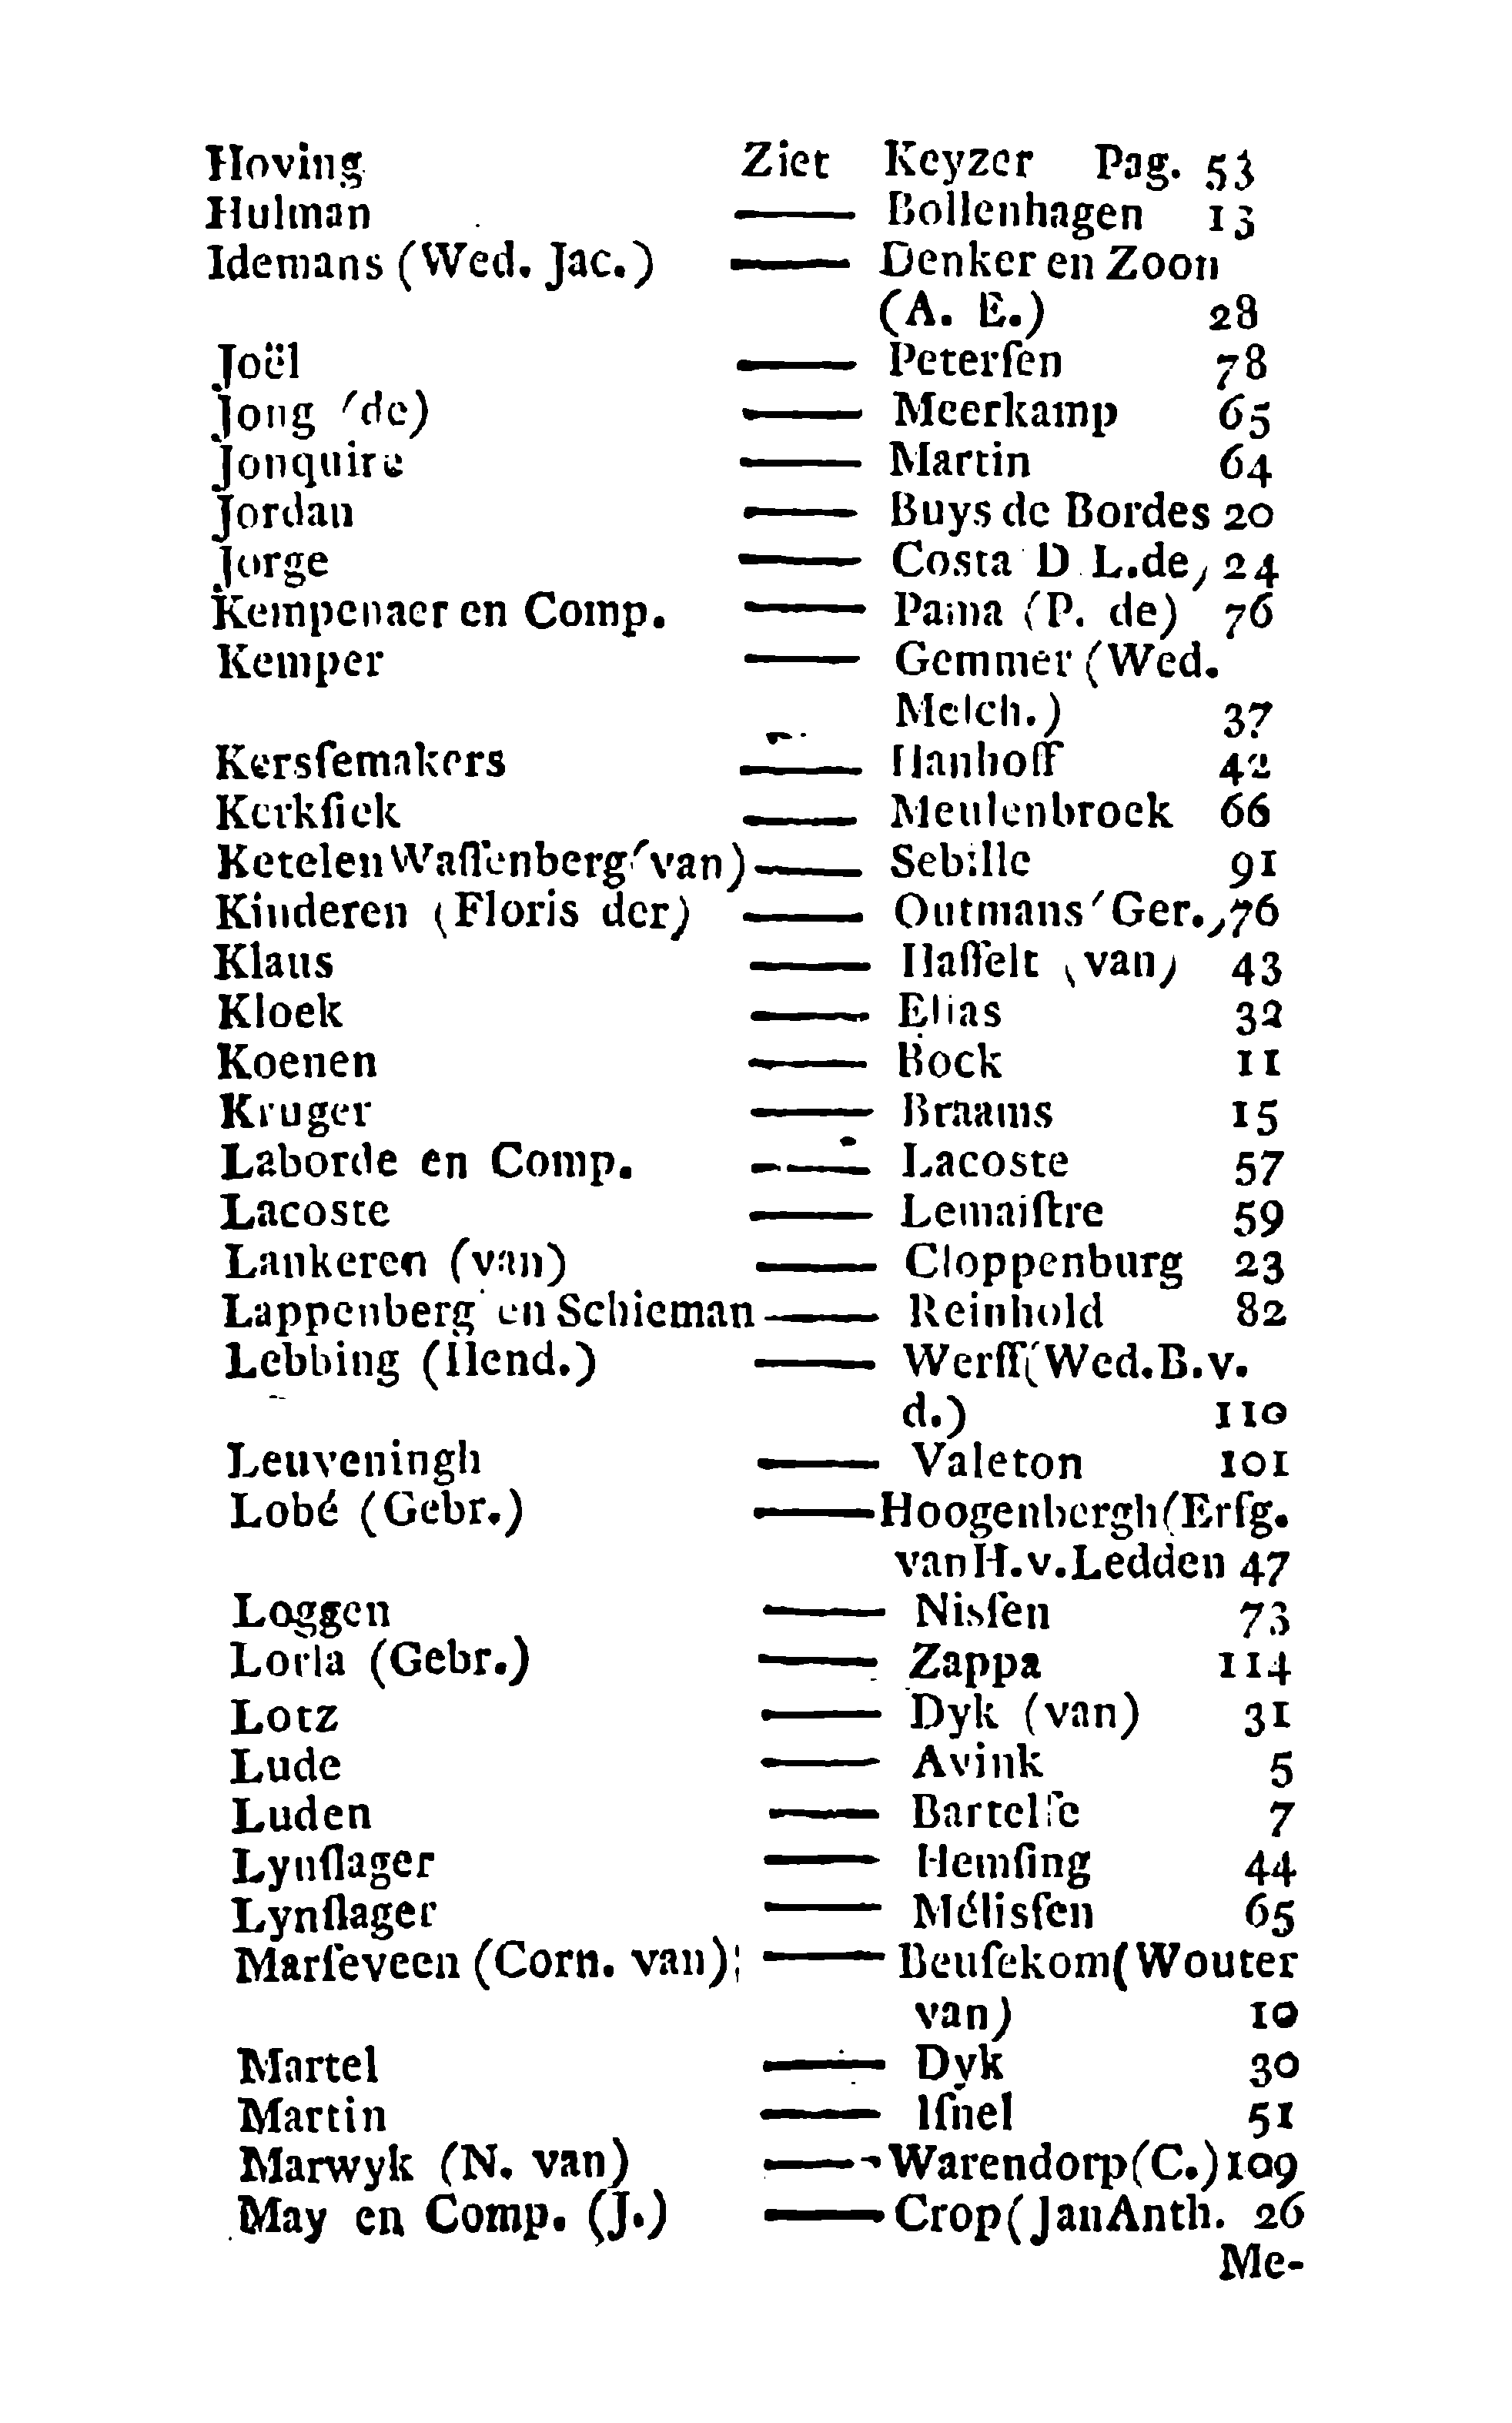 Hoving Ziet Keyzer Pag. 53
Hulman —— Bollenhagen 13
Idemans (Wed. Jac.) —— Denker en Zoon
(A. E.) 28
Joël —— Peterſen 78
Jong (de) —— Meerkamp 65
Jonquire —— Martin 64
Jordan —— Buys de Bordes 20
Jorge —— Costa D L.de) 24
Kempenaer en Comp. —— Pama (P. de) 76
Kemper —— Gemmer (Wed.
Melch.) 37
Kersſemakers —— Hanhoff 42
Kerkſiek —— Meulenbroek 66
Ketelen Waſſenberg (van) —— Sebille 91
Kinderen (Floris der) —— Outmans (Ger.) 76
Klaus —— Haſſelt (van) 43
Kloek —— Elias 32
Koenen —— Bock 11
Kruger —— Braams 15
Laborde en Comp. —— Lacoste 57
Lacoste —— Lemaiſtre 59
Lankeren (van) —— Cloppenburg 23
Lappenberg en Schieman —— Reinhold 82
Lebbing (Hend.) —— Werff (Wed. B. v.
d.) 110
Leuveningh —— Valeton 101
Lobé (Gebr.) —— Hoogenbergh (Erfg.
van H. v. Ledden 47
Loggen —— Nisſen 73
Lorla (Gebr.) —— Zappa 114
Lotz —— Dyk (van) 31
Lude —— Avink 5
Luden —— Bartelſe 7
Lynſlager —— Hemſing 44
Lynſlager —— Mélisſen 65
Marſeveen (Corn. van) —— Beuſekom (Wouter
van) 10
Martel —— Dyk 30
Martin —— Iſnel 51
Marwyk (N. van) —— Warendorp (C.) 109
May en Comp. (J.) —— Crop (Jan Anth. 26
Me-